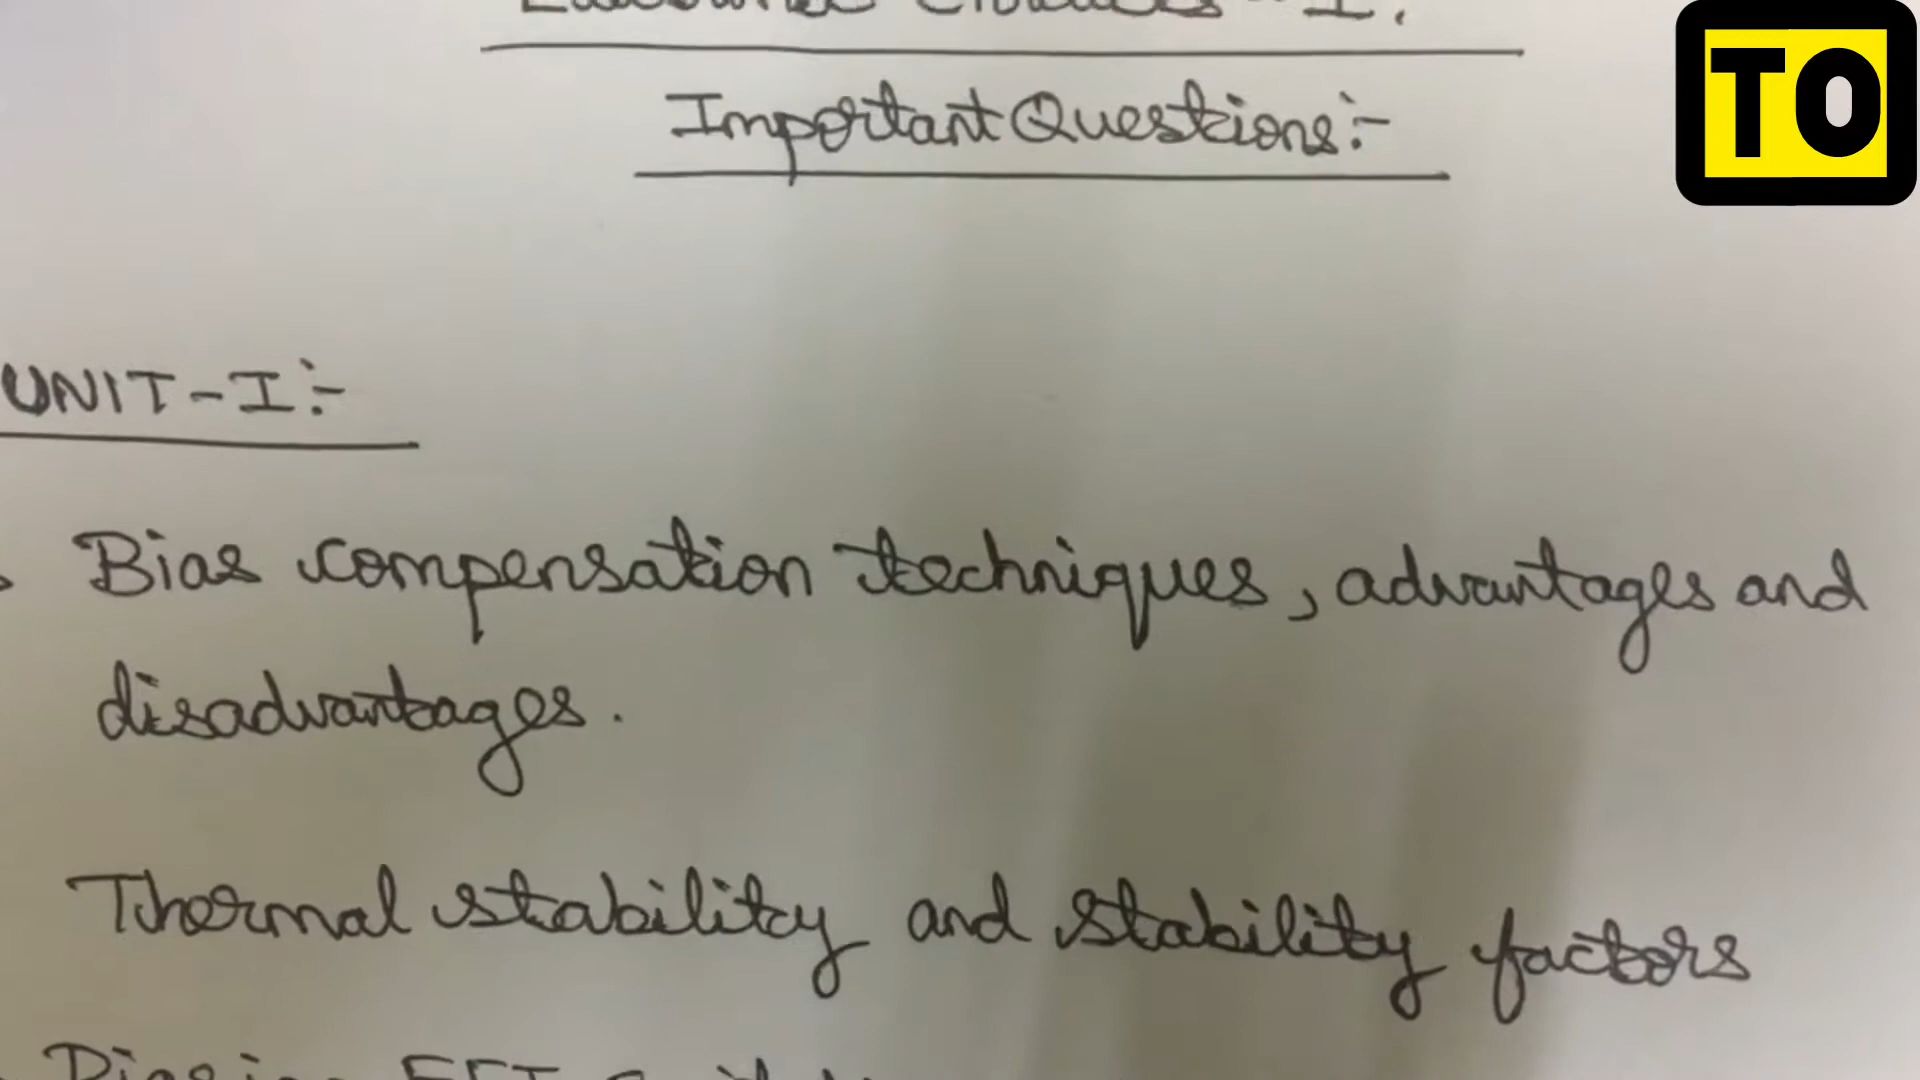 TO
Important Questions:-
UNIT-I:-
Bias compensation techniques, advantages and
disadvantages.
Thermal stability and stability factors